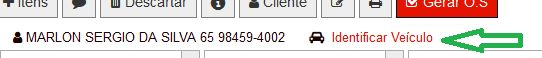 + Itens Descartar Cliente Gerar O.S
MARLON SERGIO DA SILVA 65 98459-4002 Identificar Veículo